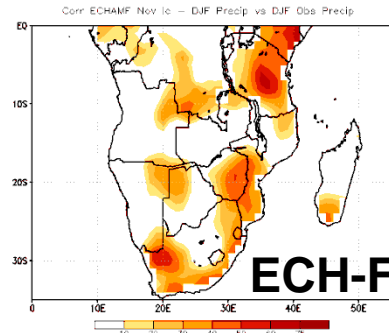 Corr ECHAMF Nov Ic – DJF Precip vs DJF Obs Precip
EQ
10S
20S
30S
ECH-F
0 10E 20E 30E 40E 50E